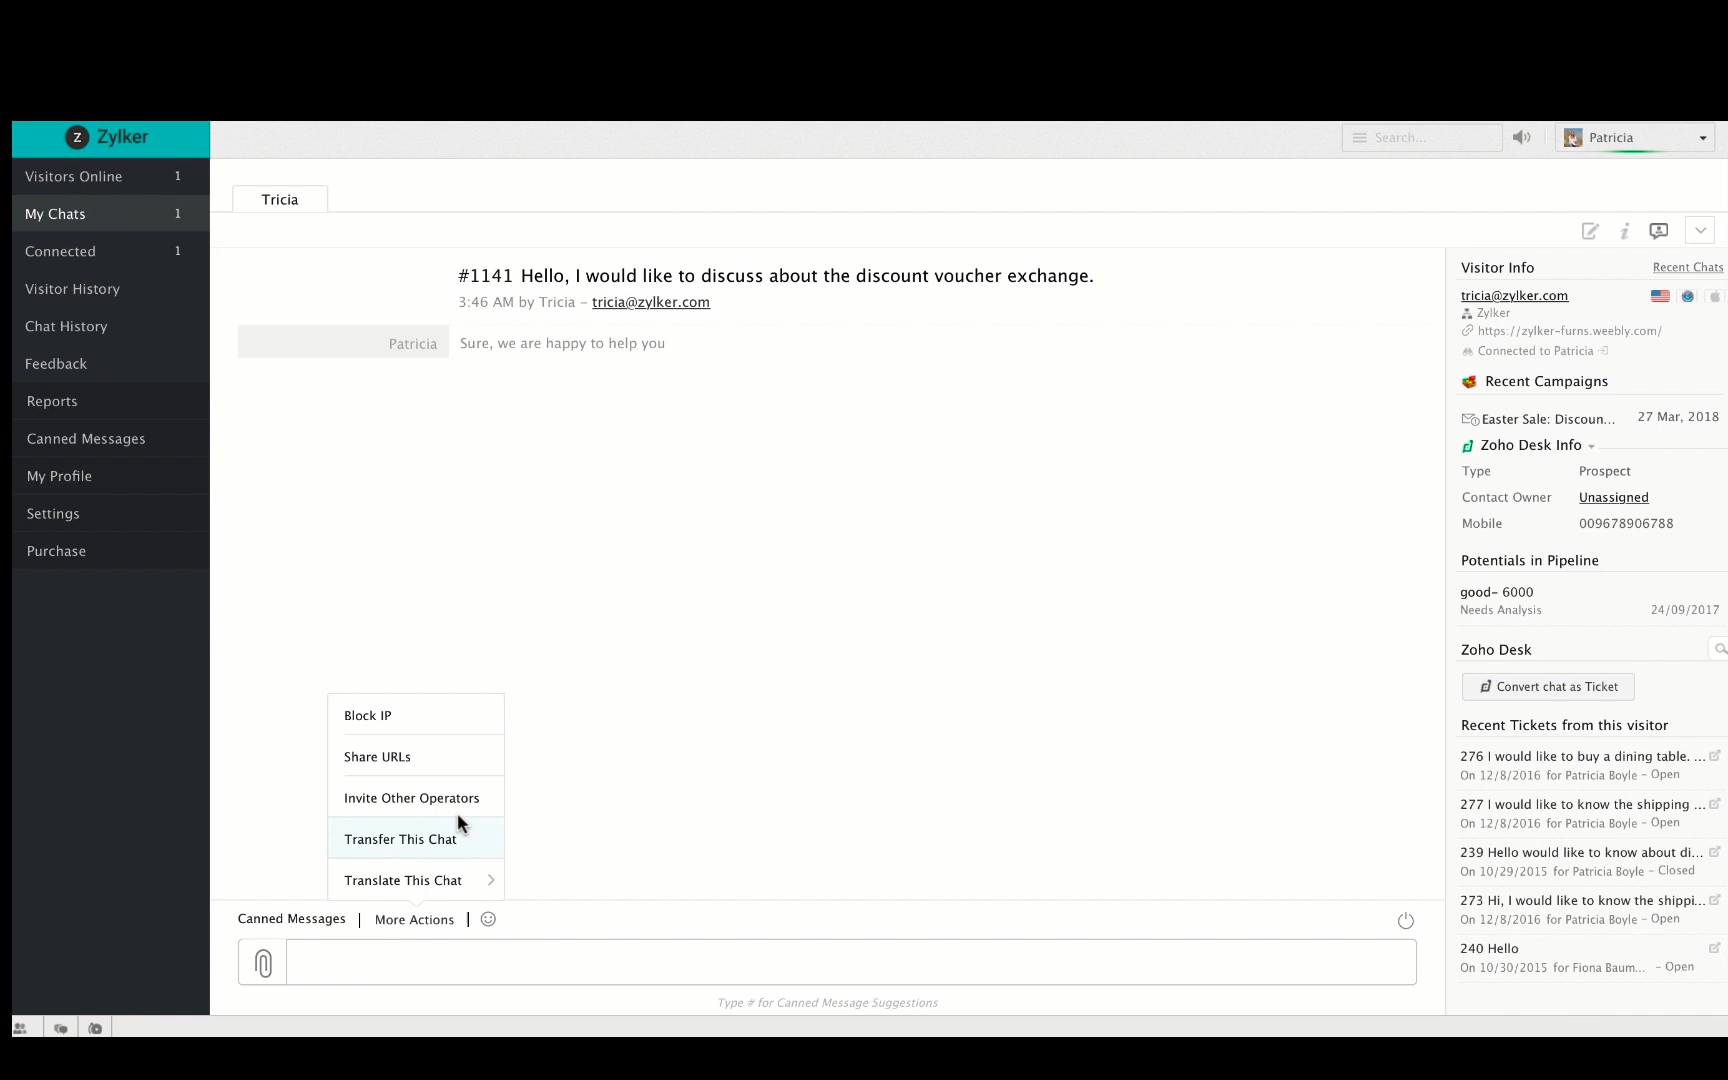 Z Zylker
Search...
Patricia
Visitors Online 1
My Chats 1
Connected 1
Visitor History
Chat History
Feedback
Reports
Canned Messages
My Profile
Settings
Purchase
Tricia
#1141 Hello, I would like to discuss about the discount voucher exchange.
3:46 AM by Tricia – tricia@zylker.com
Patricia Sure, we are happy to help you
Block IP
Share URLs
Invite Other Operators
Transfer This Chat
Translate This Chat
Canned Messages | More Actions |
Type # for Canned Message Suggestions
Visitor Info Recent Chats
tricia@zylker.com
Zylker
https://zylker-furns.weebly.com/
Connected to Patricia
Recent Campaigns
Easter Sale: Discoun... 27 Mar, 2018
Zoho Desk Info
Type Prospect
Contact Owner Unassigned
Mobile 009678906788
Potentials in Pipeline
good- 6000
Needs Analysis 24/09/2017
Zoho Desk
Convert chat as Ticket
Recent Tickets from this visitor
276 I would like to buy a dining table. ...
On 12/8/2016 for Patricia Boyle - Open
277 I would like to know the shipping ...
On 12/8/2016 for Patricia Boyle - Open
239 Hello would like to know about di...
On 10/29/2015 for Patricia Boyle - Closed
273 Hi, I would like to know the shippi...
On 12/8/2016 for Patricia Boyle - Open
240 Hello
On 10/30/2015 for Fiona Baum... - Open